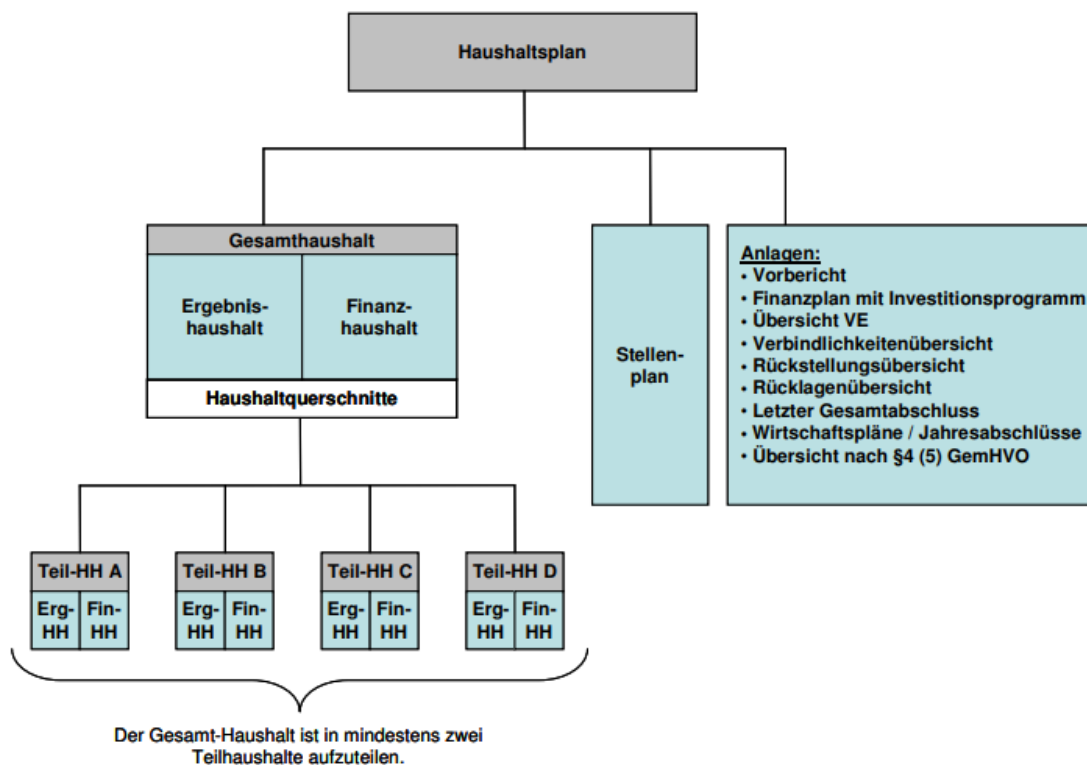 Haushaltsplan
Gesamthaushalt
Ergebnis-
haushalt
Finanz-
haushalt
Haushaltquerschnitte
Stellen-
plan
Anlagen:
• Vorbericht
• Finanzplan mit Investitionsprogramm
• Übersicht VE
• Verbindlichkeitenübersicht
• Rückstellungsübersicht
• Rücklagenübersicht
• Letzter Gesamtabschluss
• Wirtschaftspläne / Jahresabschlüsse
• Übersicht nach §4 (5) GemHVO
Teil-HH A
Erg-
HH
Fin-
HH
Teil-HH B
Erg-
HH
Fin-
HH
Teil-HH C
Erg-
HH
Fin-
HH
Teil-HH D
Erg-
HH
Fin-
HH
Der Gesamt-Haushalt ist in mindestens zwei
Teilhaushalte aufzuteilen.